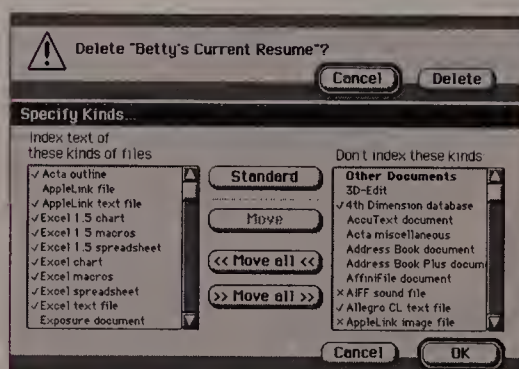 Delete "Betty's Current Resume"?
Cancel Delete
Specify Kinds...
Index text of
these kinds of files
✓ Acta outline
AppleLink file
✓ AppleLink text file
✓ Excel 1.5 chart
✓ Excel 1.5 macros
✓ Excel 1.5 spreadsheet
✓ Excel chart
✓ Excel macros
✓ Excel spreadsheet
✓ Excel text file
Exposure document
Standard
Move
<< Move all <<
>> Move all >>
Don't index these kinds
Other Documents
3D-Edit
✓ 4th Dimension database
AccuText document
Acta miscellaneous
Address Book document
Address Book Plus docum
AffiniFile document
× AIFF sound file
✓ Allegro CL text file
× AppleLink image file
Cancel OK